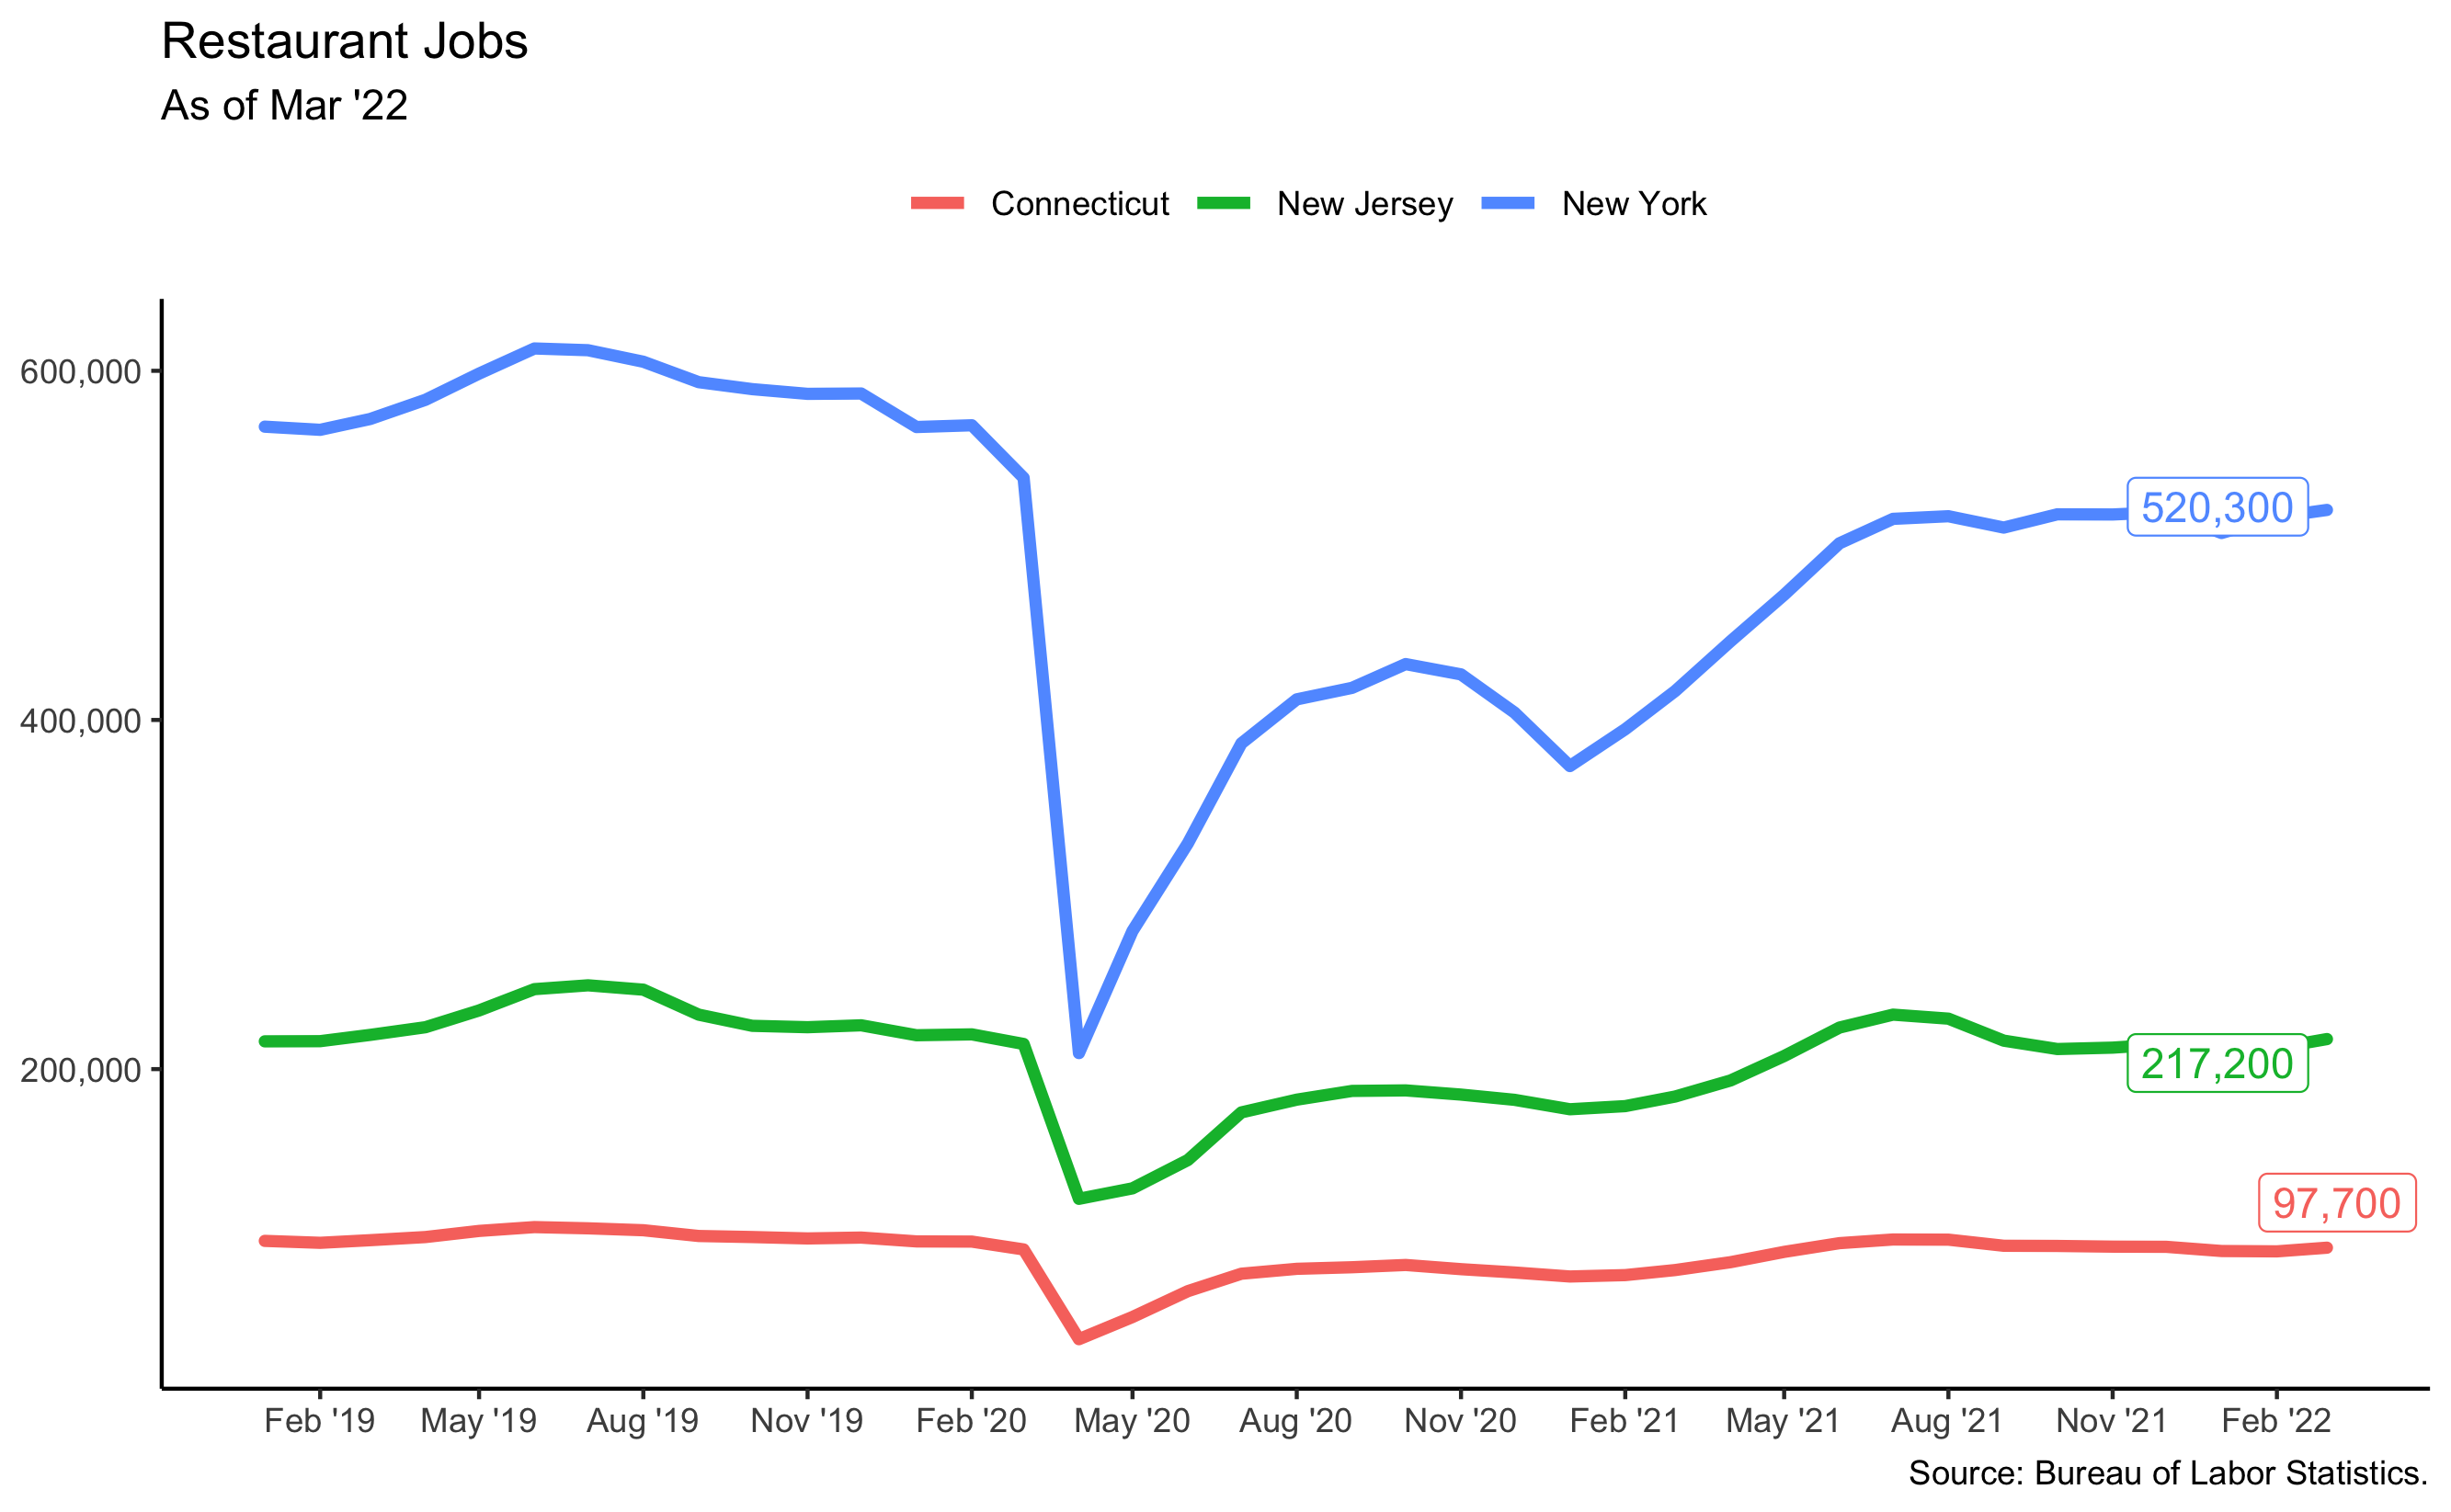 Restaurant Jobs
As of Mar '22
Connecticut New Jersey New York
600,000
400,000
200,000
520,300
217,200
97,700
Feb '19 May '19 Aug '19 Nov '19 Feb '20 May '20 Aug '20 Nov '20 Feb '21 May '21 Aug '21 Nov '21 Feb '22
Source: Bureau of Labor Statistics.